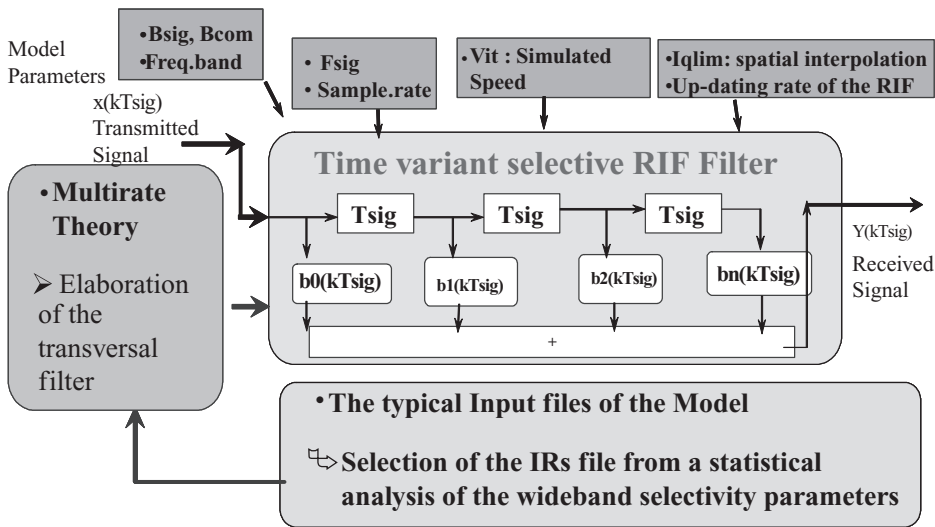 Model
Parameters
•Bsig, Bcom
•Freq.band
• Fsig
• Sample.rate
• Vit : Simulated
Speed
•Iqlim: spatial interpolation
•Up-dating rate of the RIF
x(kTsig)
Transmitted
Signal
Time variant selective RIF Filter
Tsig
Tsig
Tsig
b0(kTsig)
b1(kTsig)
b2(kTsig)
bn(kTsig)
+
Y(kTsig)
Received
Signal
• Multirate
Theory
➢ Elaboration
of the
transversal
filter
• The typical Input files of the Model
➯ Selection of the IRs file from a statistical
analysis of the wideband selectivity parameters